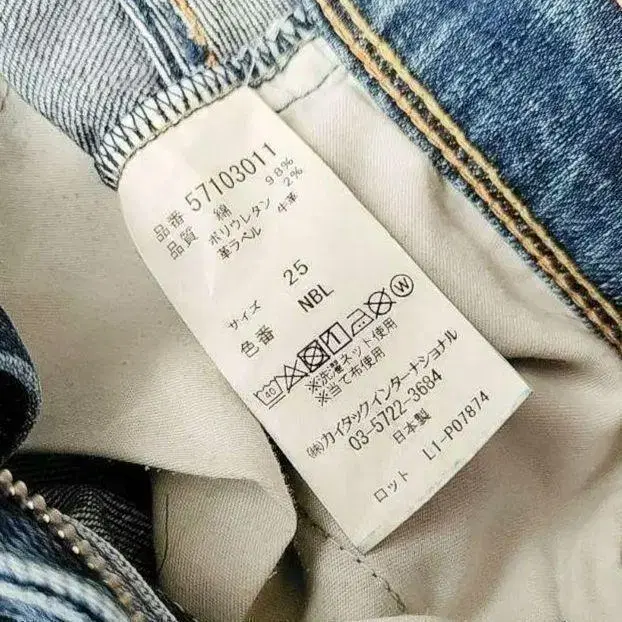 品番 57103011
品質 綿 98%
ポリウレタン 2%
革ラベル 牛革
サイズ 25
色番 NBL
40 W
※洗濯ネット使用
※当て布使用
㈱カイタックインターナショナル
03-5722-3684
日本製
ロット L1-P07874